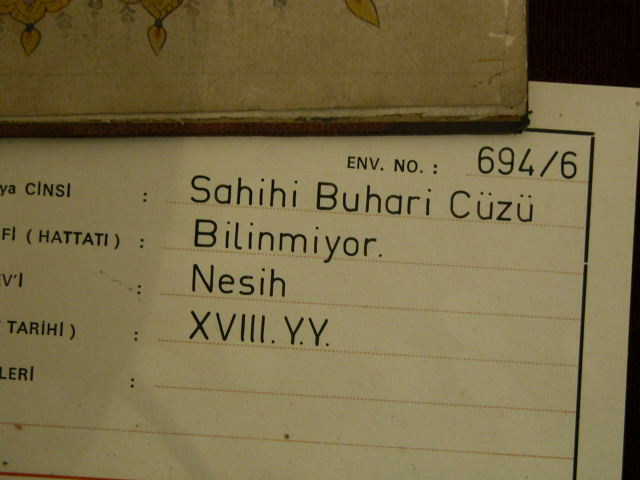 ENV. NO. : 694/6
ya CİNSİ : Sahihi Buhari Cüzü
Fİ ( HATTATI ) : Bilinmiyor.
EV'İ : Nesih
TARİHİ ) : XVIII. Y.Y.
LERİ :